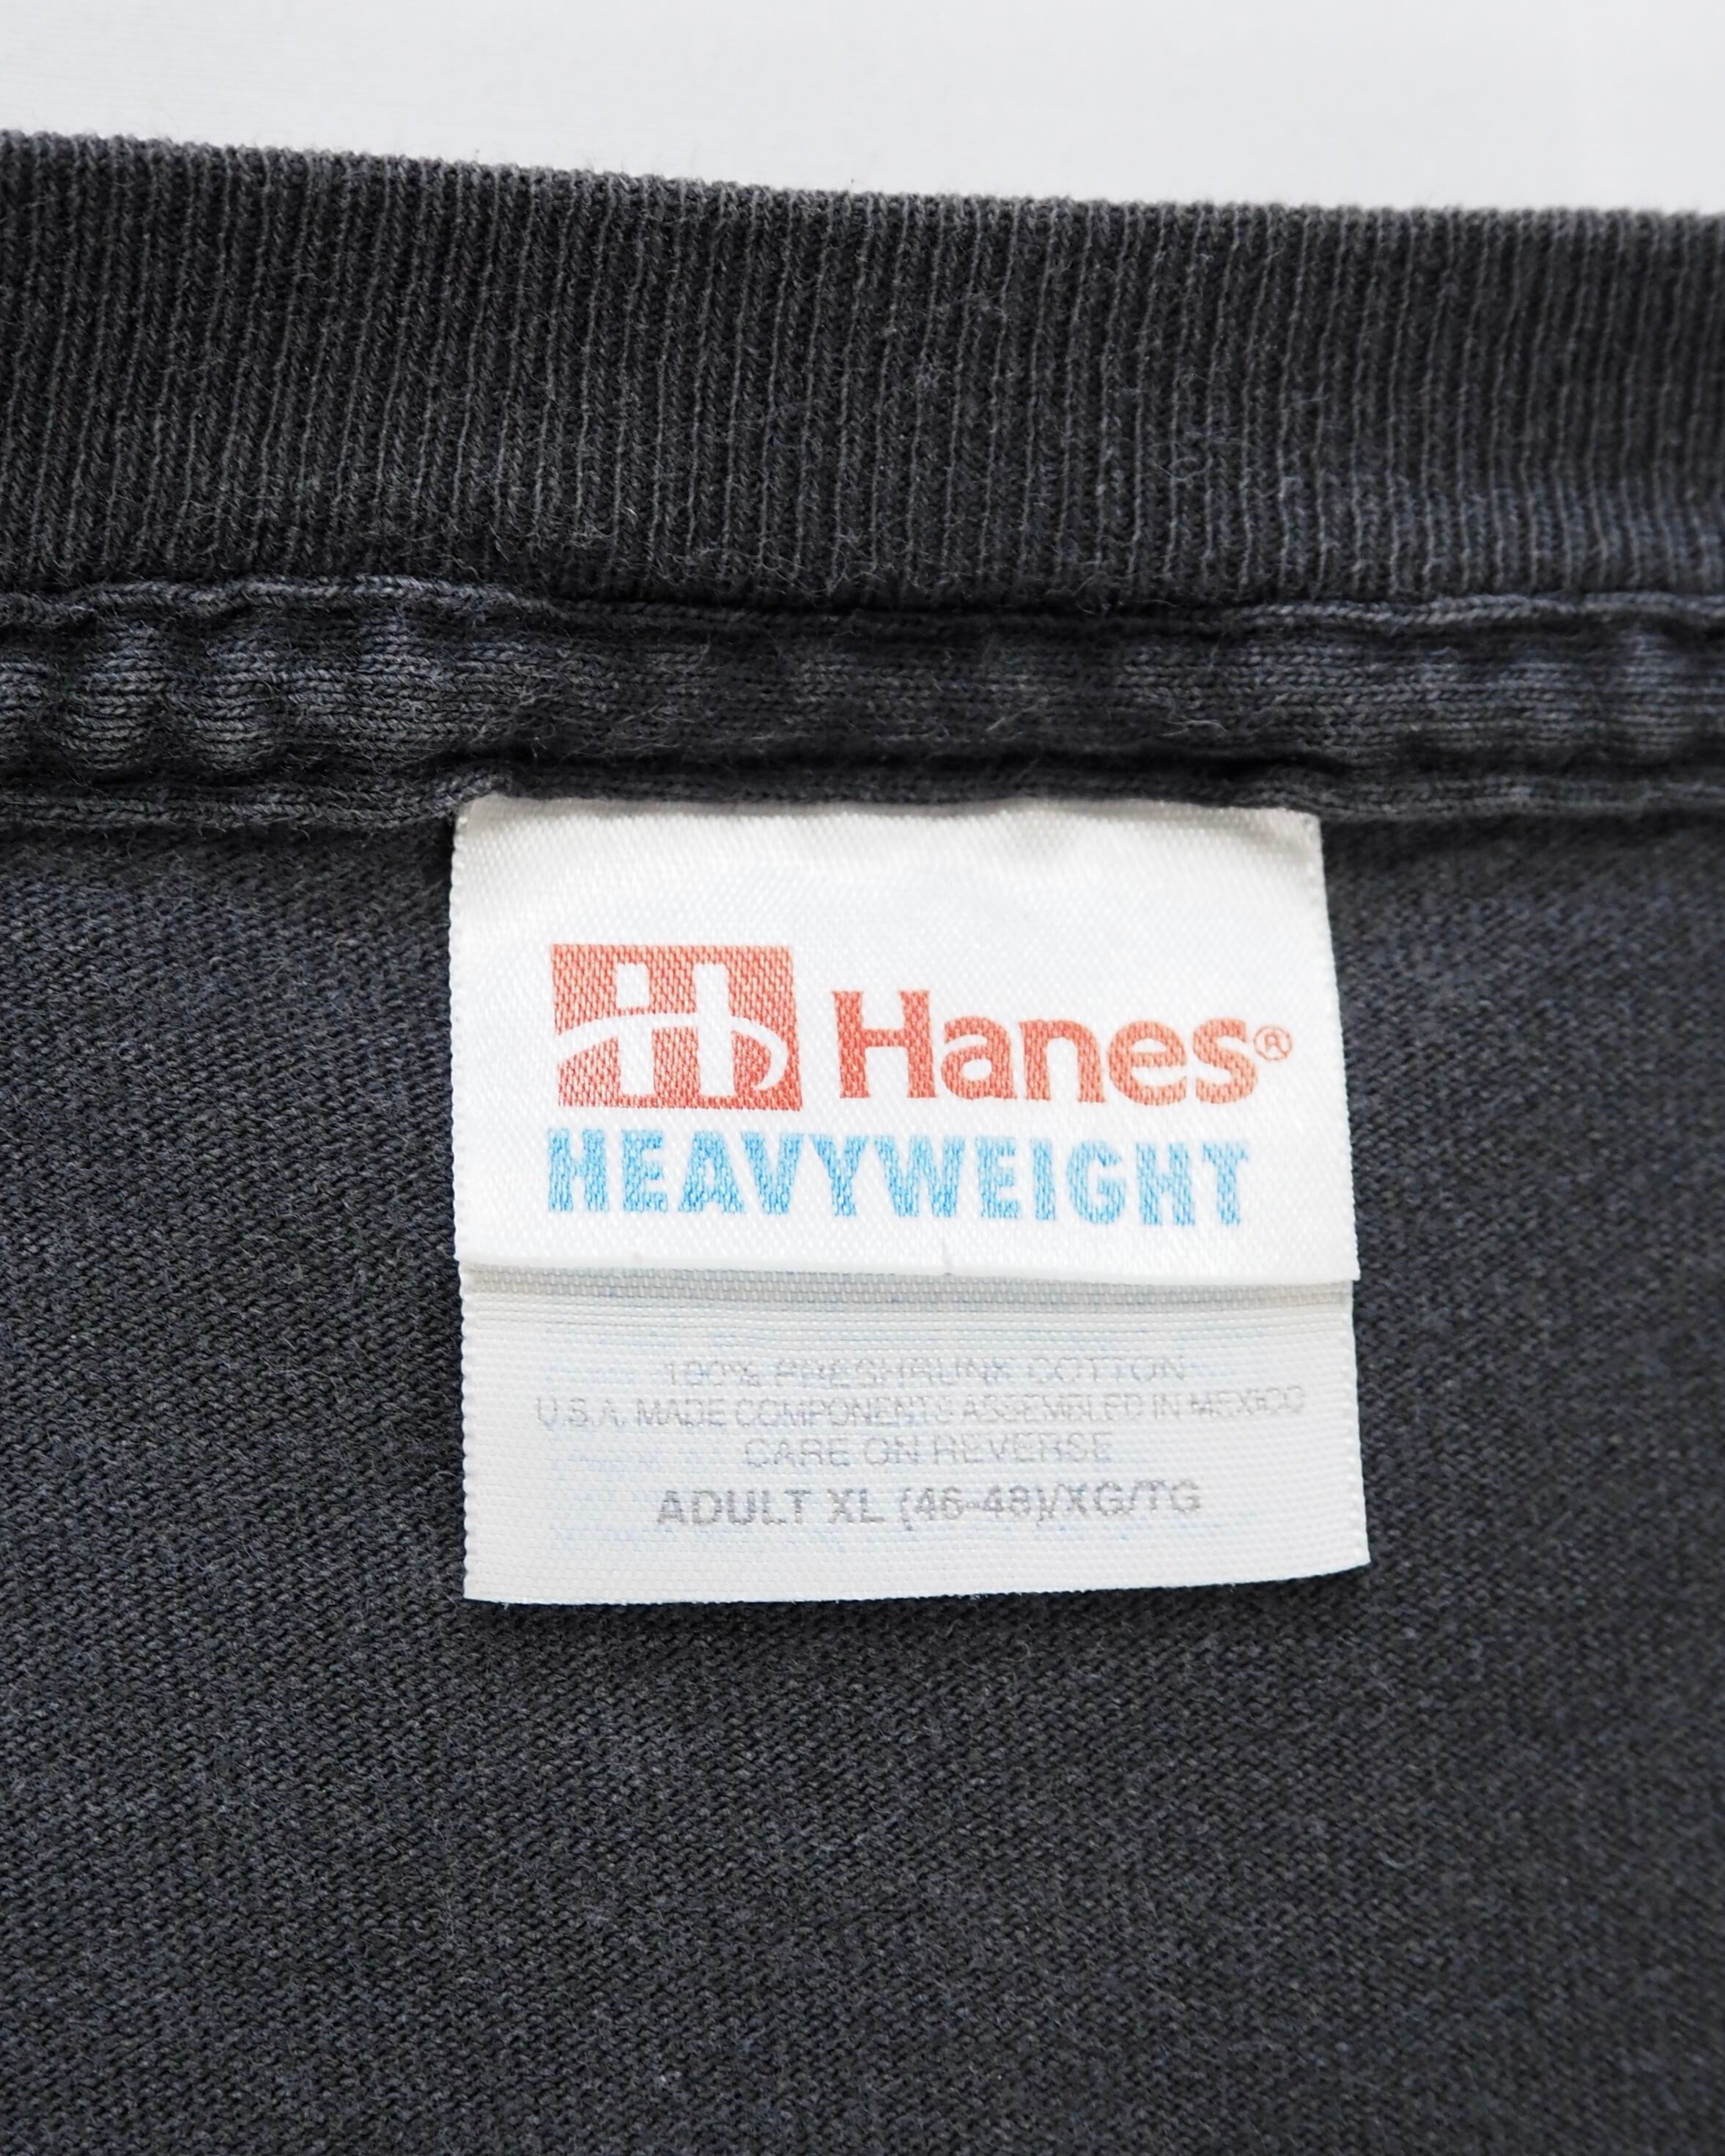 Hanes®
HEAVYWEIGHT
100% PRESHRUNK COTTON
U.S.A. MADE COMPONENTS ASSEMBLED IN MEXICO
CARE ON REVERSE
ADULT XL (46-48)/XG/TG